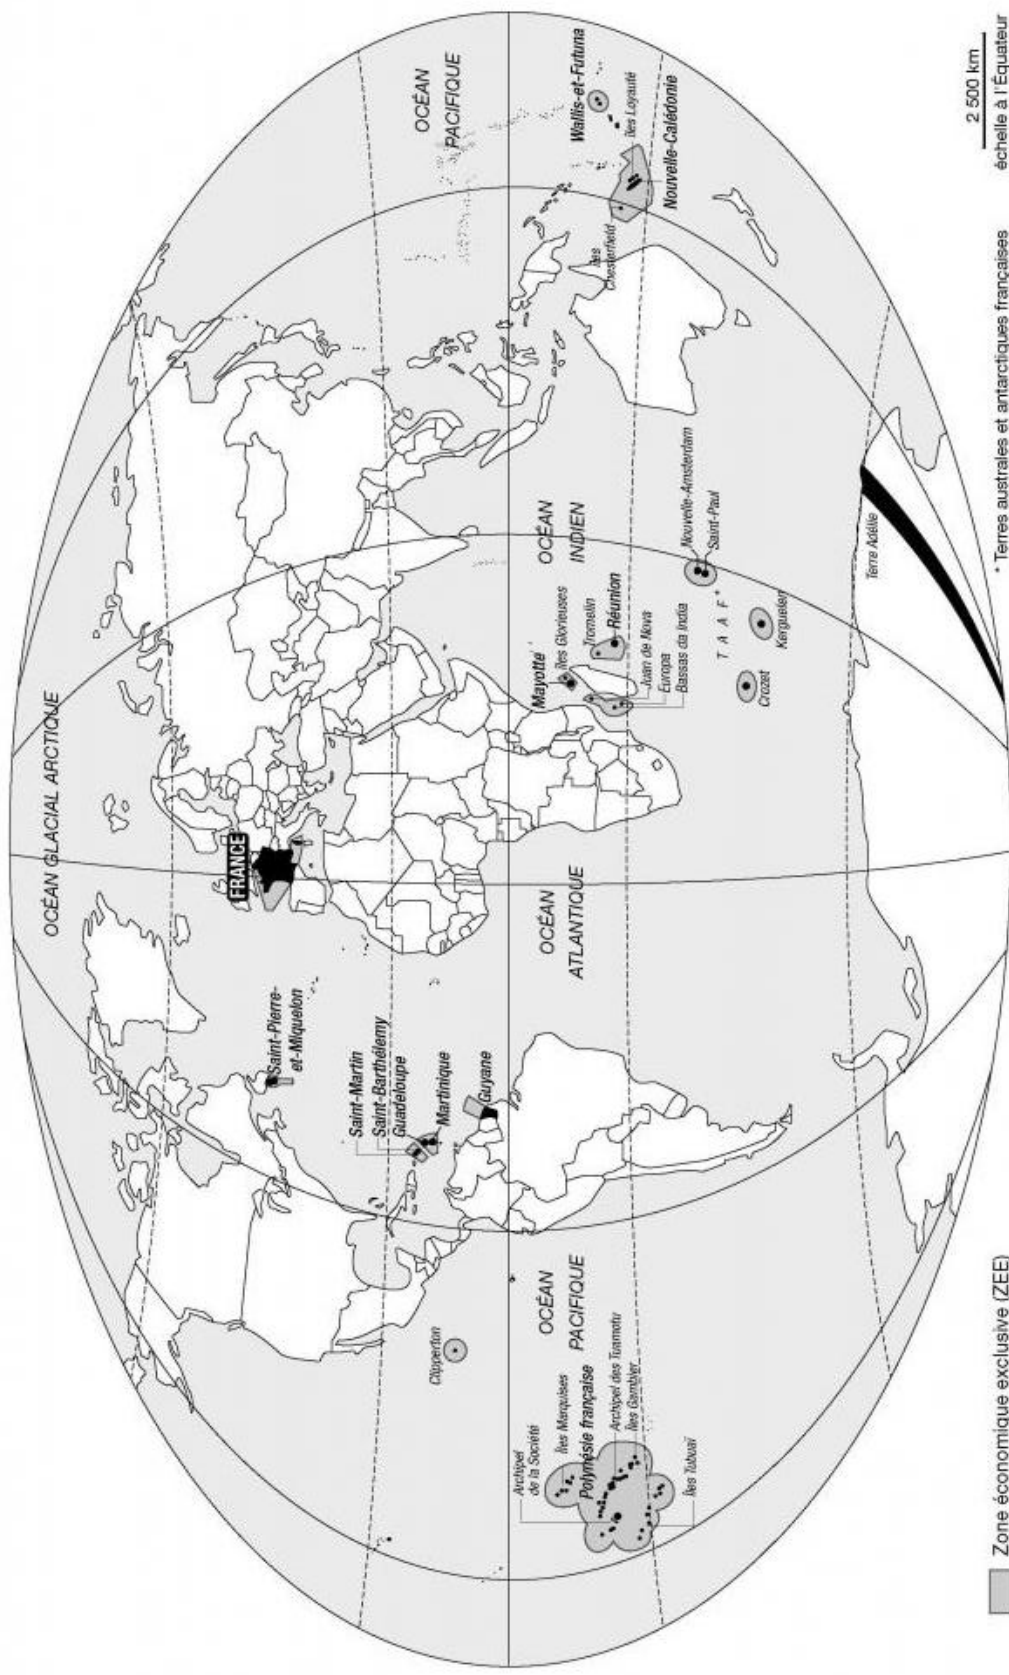 OCÉAN GLACIAL ARCTIQUE
FRANCE
Saint-Pierre-
et-Miquelon
Saint-Martin
Saint-Barthélemy
Guadeloupe
Martinique
Guyane
Clipperton
OCÉAN
PACIFIQUE
Archipel
de la Société
Îles Marquises
Polynésie française
Archipel des Tuamotu
Îles Gambier
Îles Tubuaï
OCÉAN
ATLANTIQUE
Mayotte
Îles Glorieuses
Tromelin
Réunion
Juan de Nova
Europa
Bassas da India
OCÉAN
INDIEN
Nouvelle-Amsterdam
Saint-Paul
T A A F*
Crozet
Kerguelen
Terre Adélie
OCÉAN
PACIFIQUE
Wallis-et-Futuna
Îles Loyauté
Nouvelle-Calédonie
Îles
Chesterfield
Zone économique exclusive (ZEE)
* Terres australes et antarctiques françaises
2 500 km
échelle à l'Équateur